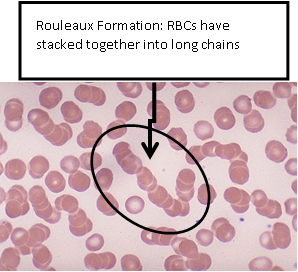 Rouleaux Formation: RBCs have
stacked together into long chains